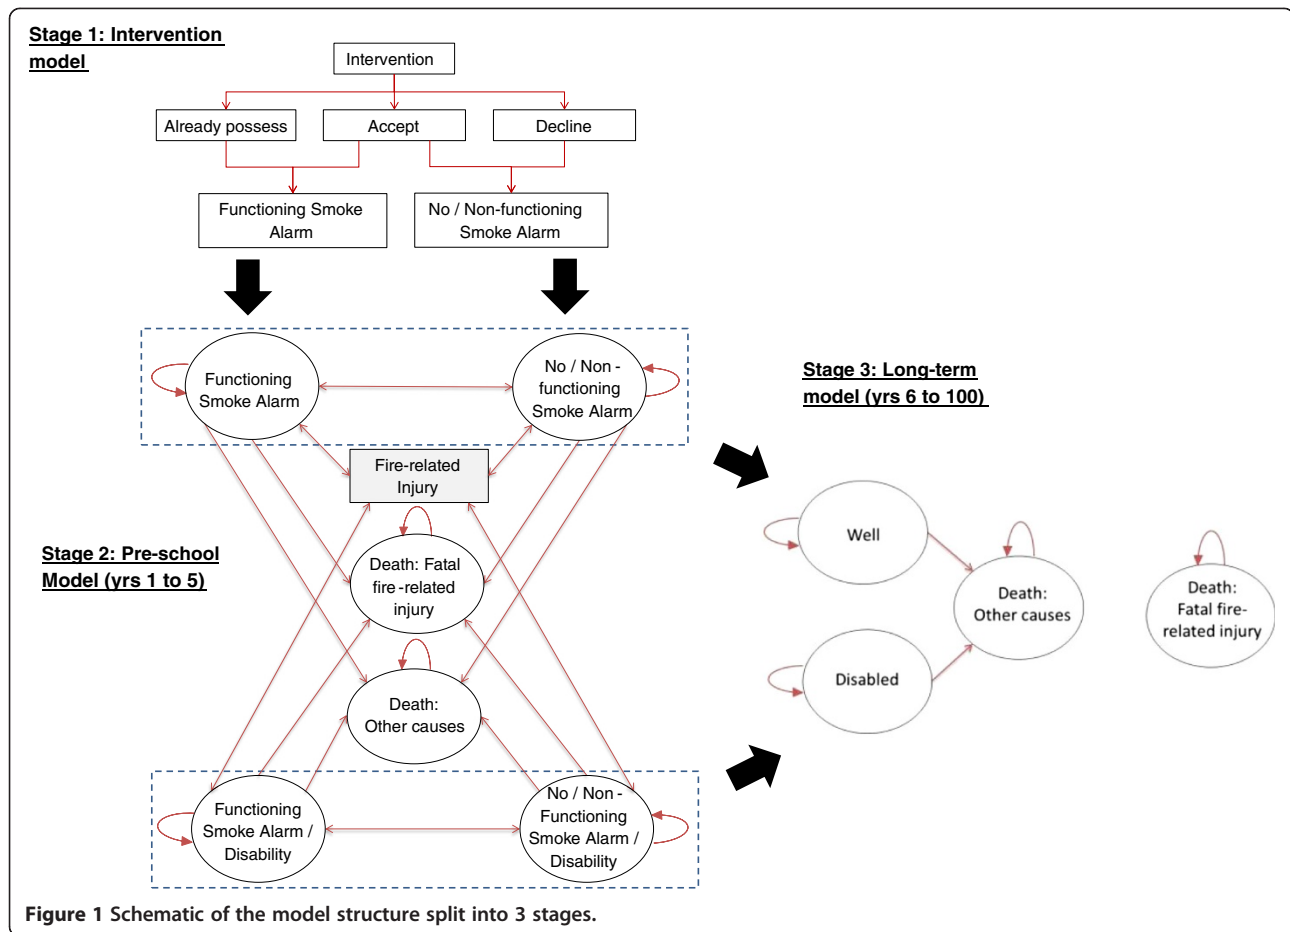 Stage 1: Intervention
model
Intervention
Already possess
Accept
Decline
Functioning Smoke
Alarm
No / Non-functioning
Smoke Alarm
Functioning
Smoke Alarm
No / Non -
functioning
Smoke Alarm
Fire-related
Injury
Stage 2: Pre-school
Model (yrs 1 to 5)
Death: Fatal
fire -related
injury
Death:
Other causes
Functioning
Smoke Alarm /
Disability
No / Non -
Functioning
Smoke Alarm /
Disability
Stage 3: Long-term
model (yrs 6 to 100)
Well
Disabled
Death:
Other causes
Death:
Fatal fire-
related injury
Figure 1 Schematic of the model structure split into 3 stages.